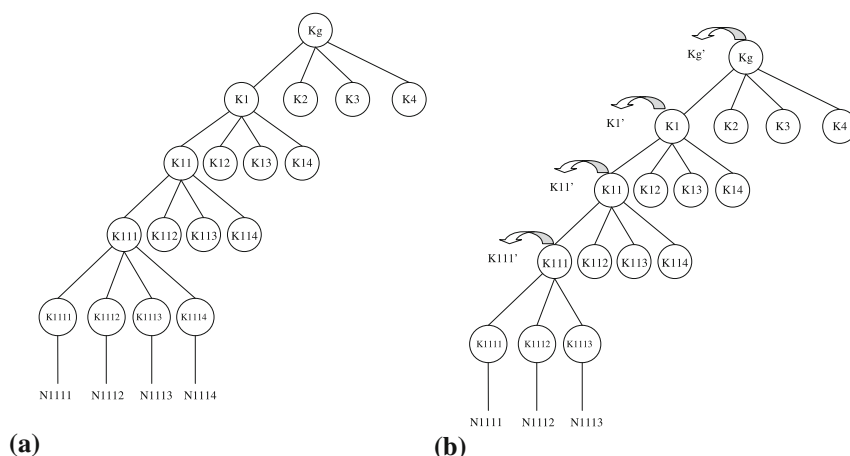 Kg
K1 K2 K3 K4
K11 K12 K13 K14
K111 K112 K113 K114
K1111 K1112 K1113 K1114
N1111 N1112 N1113 N1114
(a)
Kg' Kg
K1' K1 K2 K3 K4
K11' K11 K12 K13 K14
K111' K111 K112 K113 K114
K1111 K1112 K1113
N1111 N1112 N1113
(b)